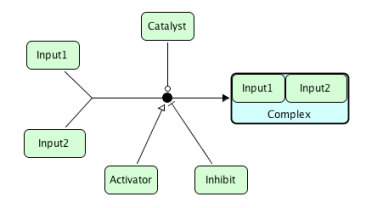 Catalyst
Input1
Input1 Input2
Complex
Input2
Activator Inhibit